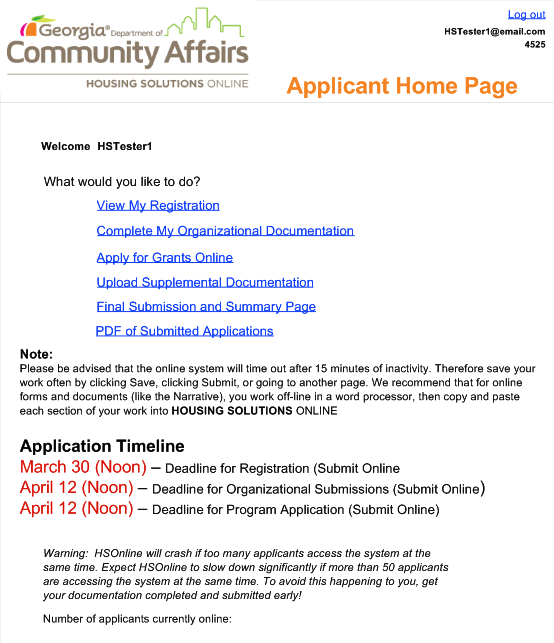 Log out
Georgia® Department of
Community Affairs
HOUSING SOLUTIONS ONLINE
HSTester1@email.com
4525
Applicant Home Page
Welcome HSTester1
What would you like to do?
View My Registration
Complete My Organizational Documentation
Apply for Grants Online
Upload Supplemental Documentation
Final Submission and Summary Page
PDF of Submitted Applications
Note:
Please be advised that the online system will time out after 15 minutes of inactivity. Therefore save your
work often by clicking Save, clicking Submit, or going to another page. We recommend that for online
forms and documents (like the Narrative), you work off-line in a word processor, then copy and paste
each section of your work into HOUSING SOLUTIONS ONLINE
Application Timeline
March 30 (Noon) – Deadline for Registration (Submit Online
April 12 (Noon) – Deadline for Organizational Submissions (Submit Online)
April 12 (Noon) – Deadline for Program Application (Submit Online)
Warning: HSOnline will crash if too many applicants access the system at the
same time. Expect HSOnline to slow down significantly if more than 50 applicants
are accessing the system at the same time. To avoid this happening to you, get
your documentation completed and submitted early!
Number of applicants currently online: